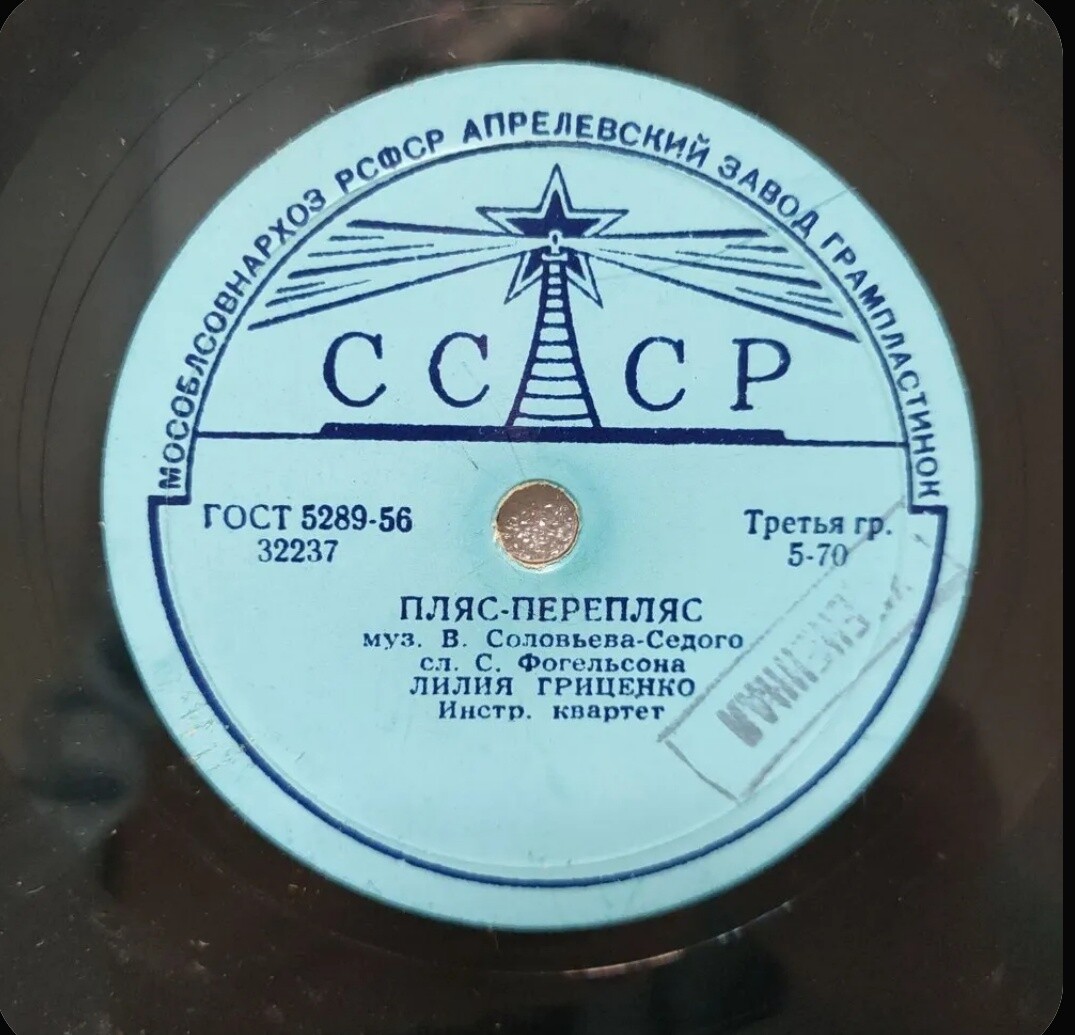 МОСОБЛСОВНАРХОЗ РСФСР АПРЕЛЕВСКИЙ ЗАВОД ГРАМПЛАСТИНОК
СССР
ГОСТ 5289-56
32237
Третья гр.
5-70
ПЛЯС-ПЕРЕПЛЯС
муз. В. Соловьева-Седого
сл. С. Фогельсона
ЛИЛИЯ ГРИЦЕНКО
Инстр. квартет